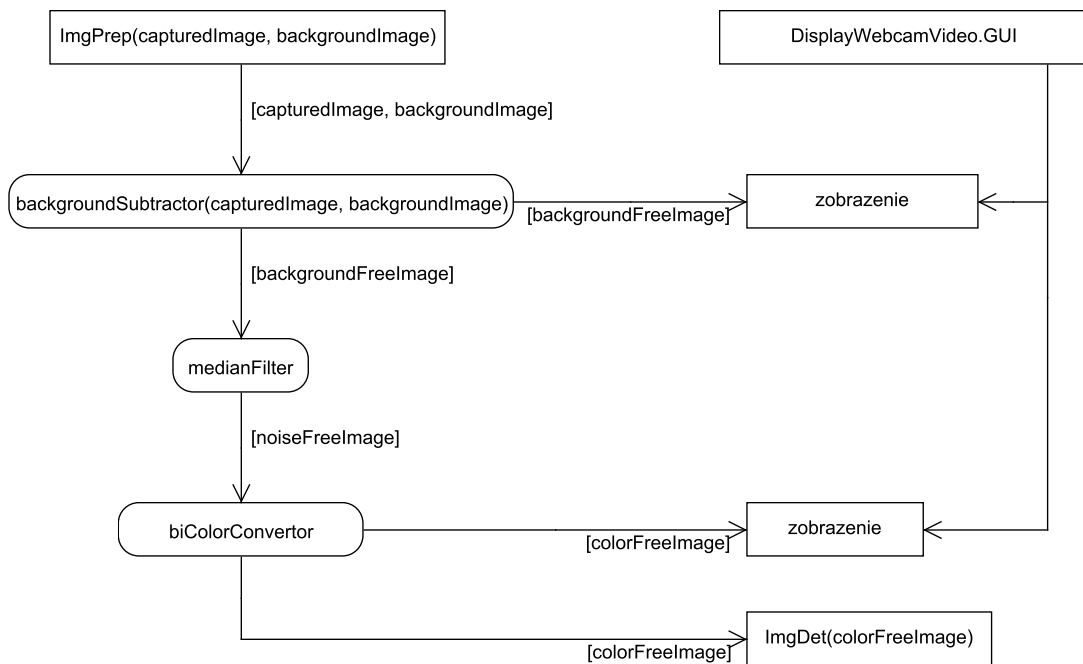 ImgPrep(capturedImage, backgroundImage)
DisplayWebcamVideo.GUI
[capturedImage, backgroundImage]
backgroundSubtractor(capturedImage, backgroundImage)
zobrazenie
[backgroundFreeImage]
[backgroundFreeImage]
medianFilter
[noiseFreeImage]
biColorConvertor
zobrazenie
[colorFreeImage]
ImgDet(colorFreeImage)
[colorFreeImage]